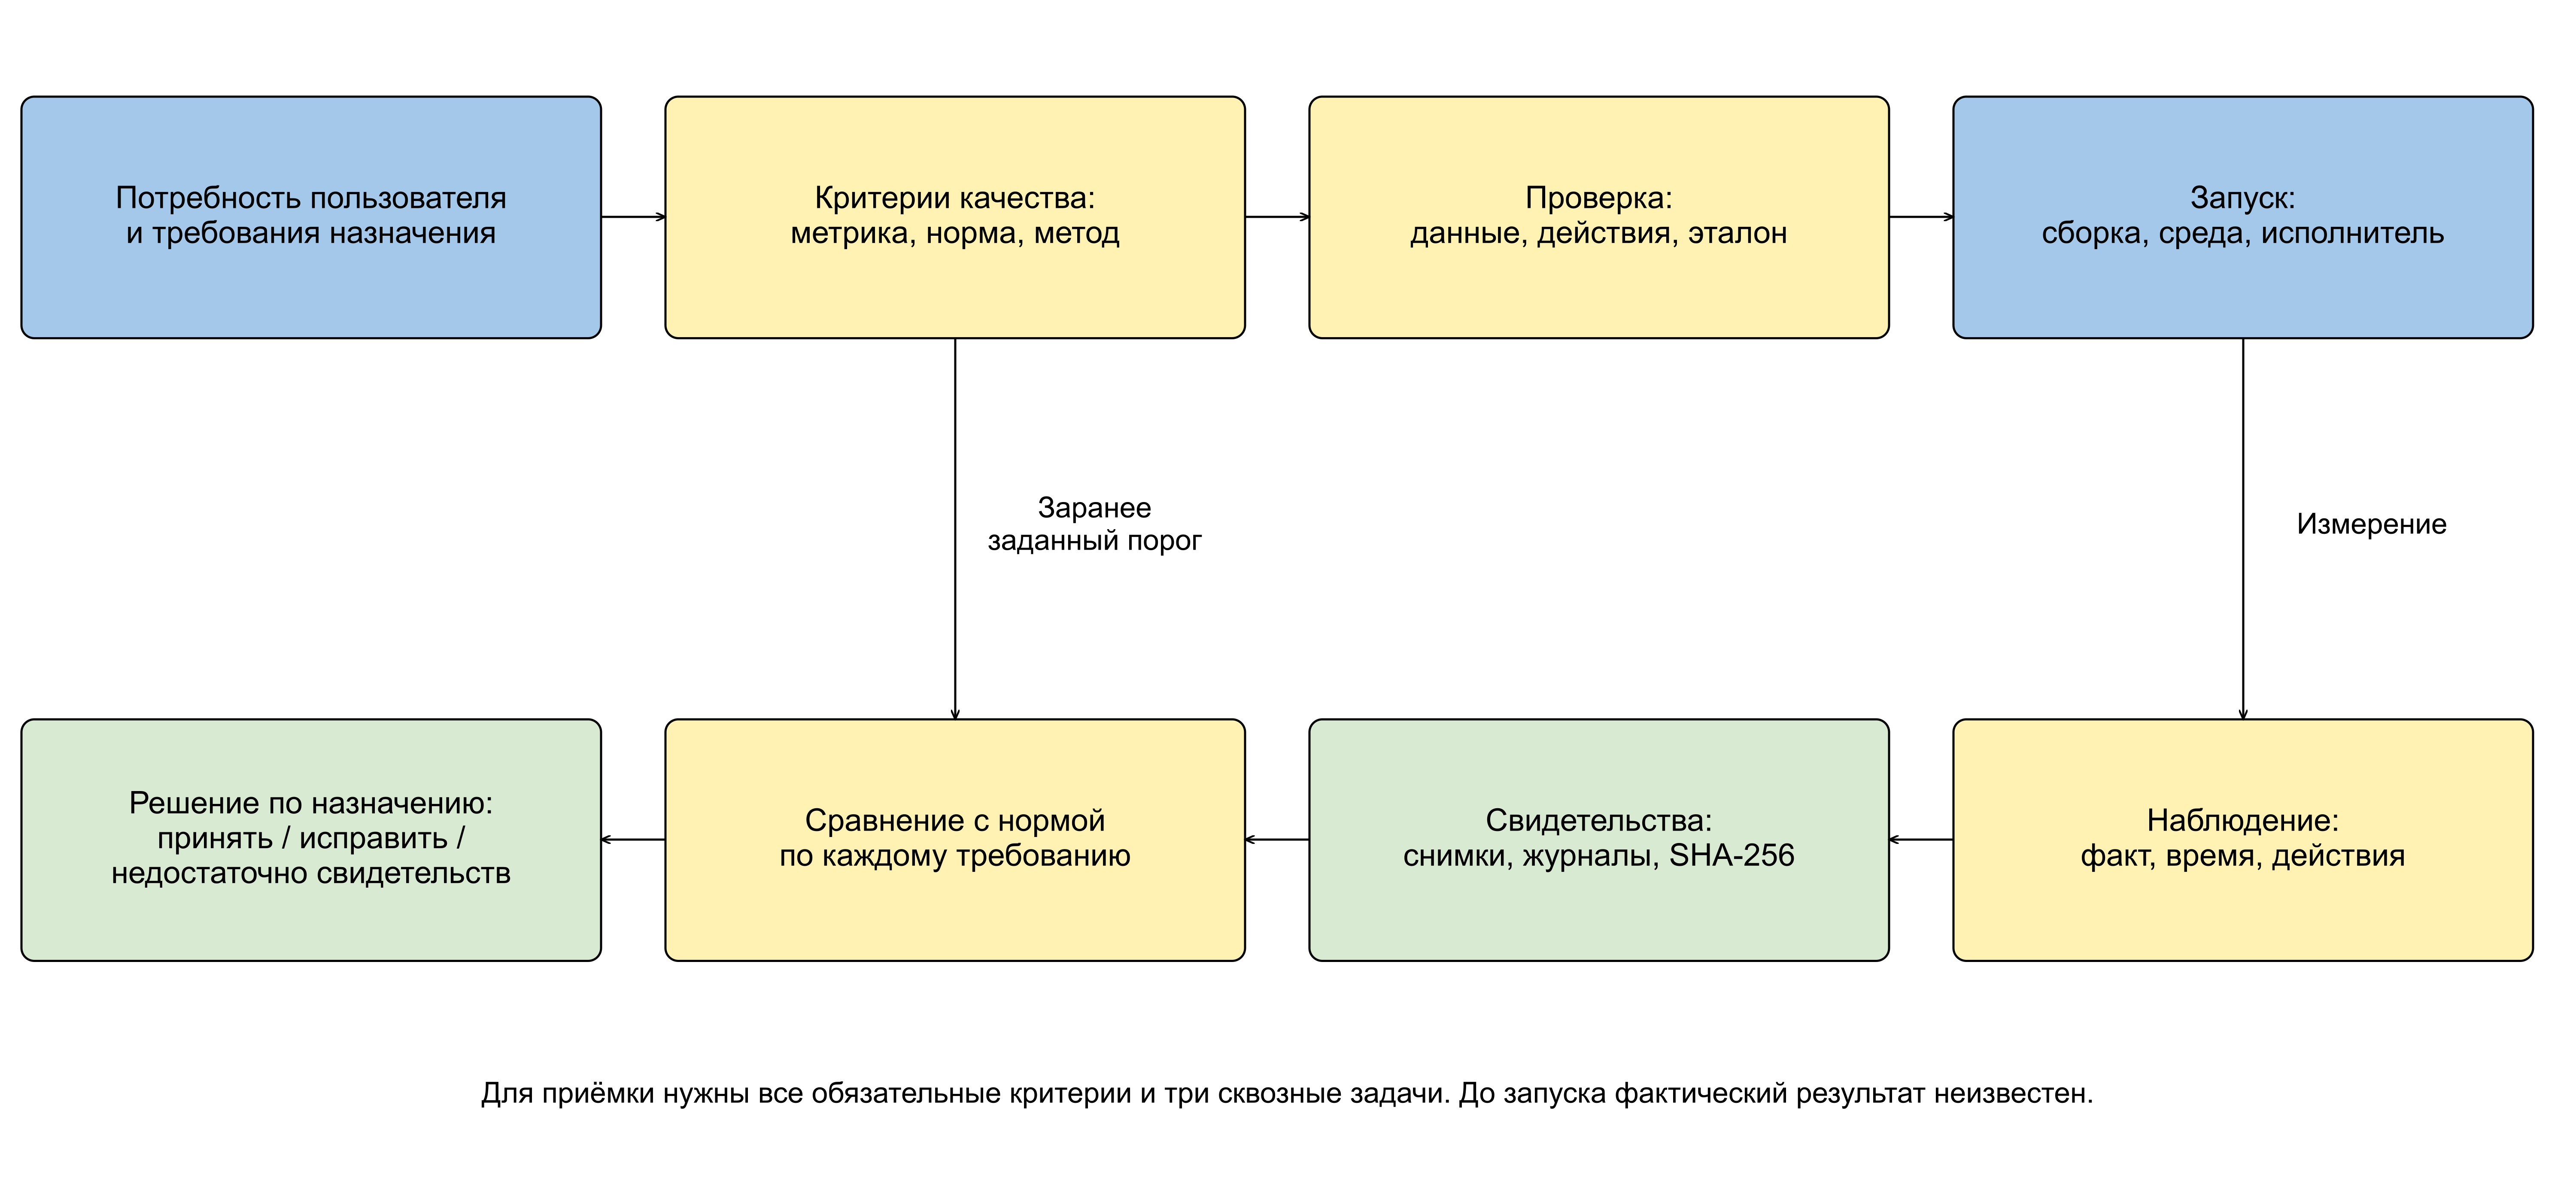 Потребность пользователя
и требования назначения
Критерии качества:
метрика, норма, метод
Проверка:
данные, действия, эталон
Запуск:
сборка, среда, исполнитель
Заранее
заданный порог
Измерение
Решение по назначению:
принять / исправить /
недостаточно свидетельств
Сравнение с нормой
по каждому требованию
Свидетельства:
снимки, журналы, SHA-256
Наблюдение:
факт, время, действия
Для приёмки нужны все обязательные критерии и три сквозные задачи. До запуска фактический результат неизвестен.